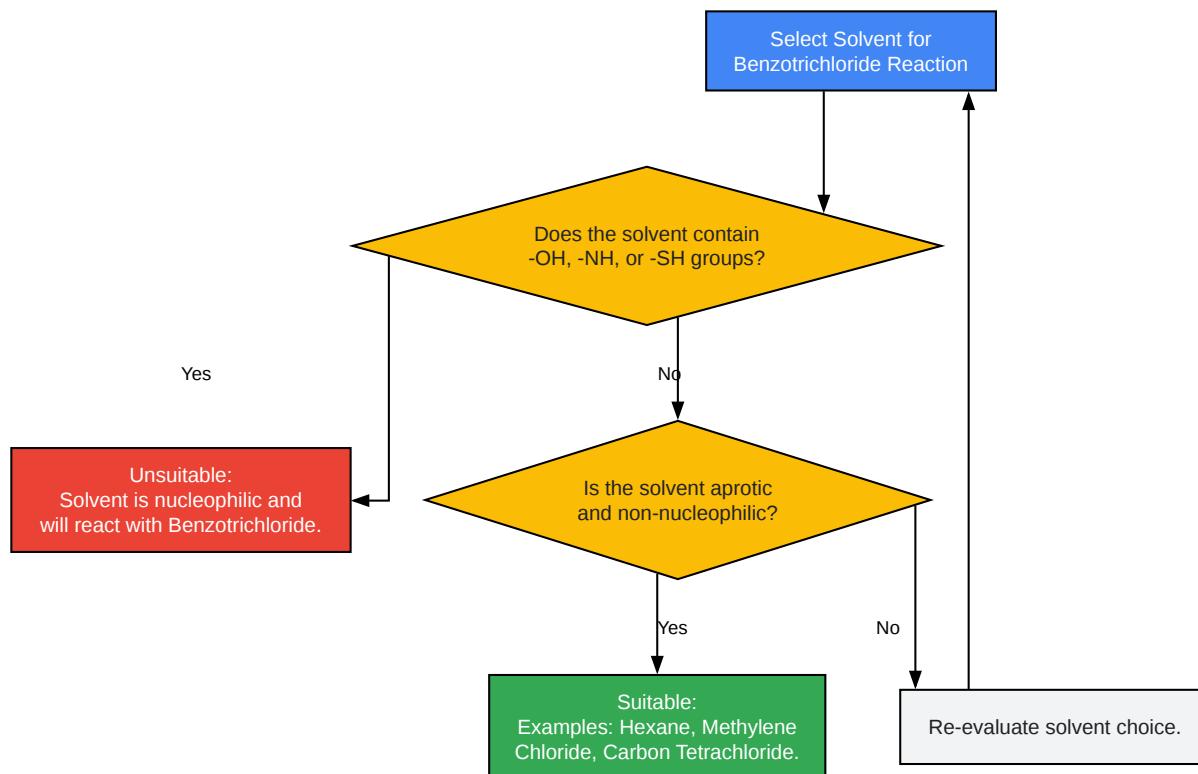 Select Solvent for
Benzotrichloride Reaction
Does the solvent contain
-OH, -NH, or -SH groups?
Yes
No
Unsuitable:
Solvent is nucleophilic and
will react with Benzotrichloride.
Is the solvent aprotic
and non-nucleophilic?
Yes
No
Suitable:
Examples: Hexane, Methylene
Chloride, Carbon Tetrachloride.
Re-evaluate solvent choice.